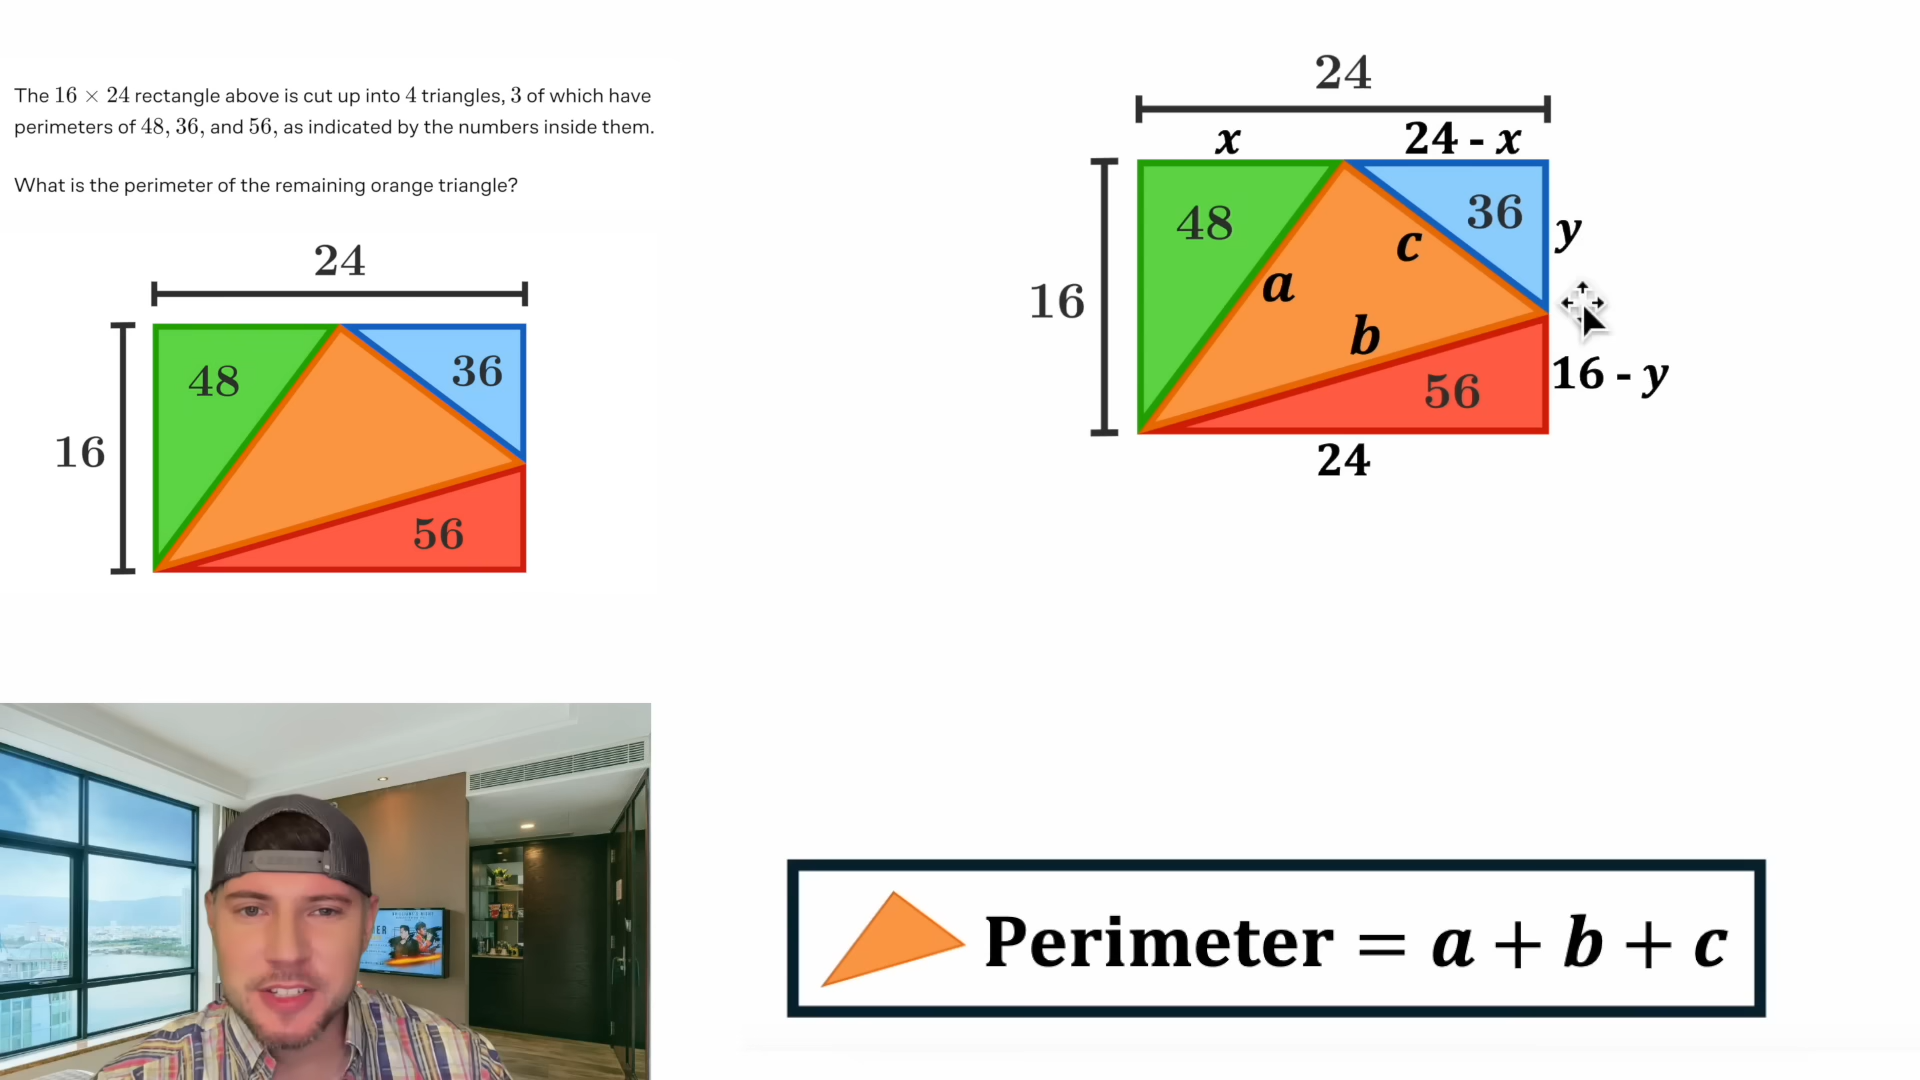 The 16 × 24 rectangle above is cut up into 4 triangles, 3 of which have
perimeters of 48, 36, and 56, as indicated by the numbers inside them.
What is the perimeter of the remaining orange triangle?
24
16
48
36
56
24
x
24 - x
16
48
36
y
c
a
b
56
16 - y
24
Perimeter = a + b + c